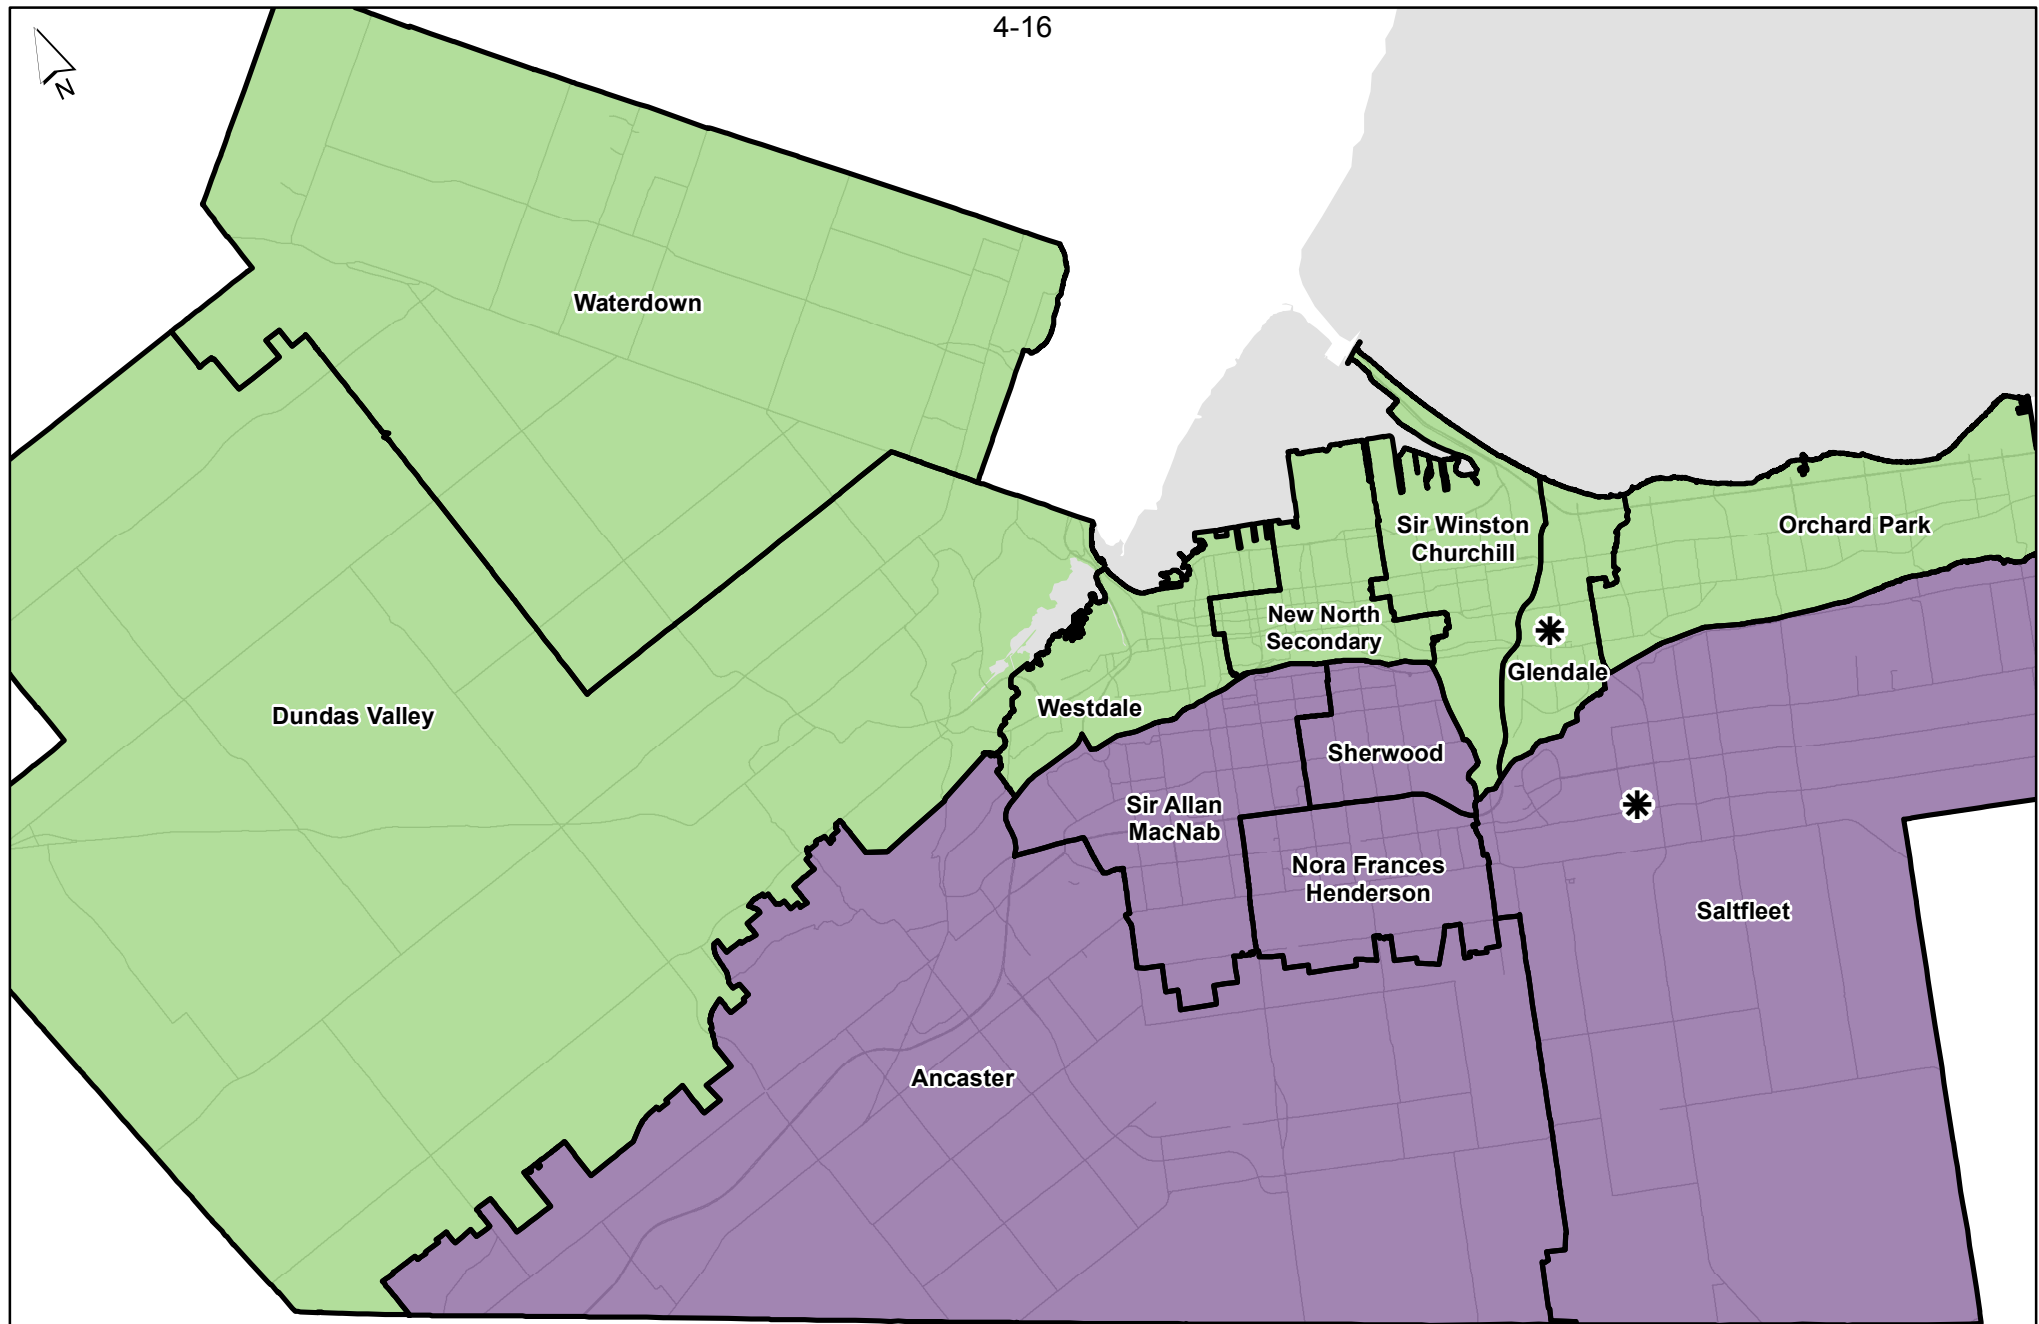 4-16
N
Waterdown
Sir Winston
Churchill
Orchard Park
New North
Secondary
Glendale
Westdale
Dundas Valley
Sherwood
Sir Allan
MacNab
Nora Frances
Henderson
Saltfleet
Ancaster